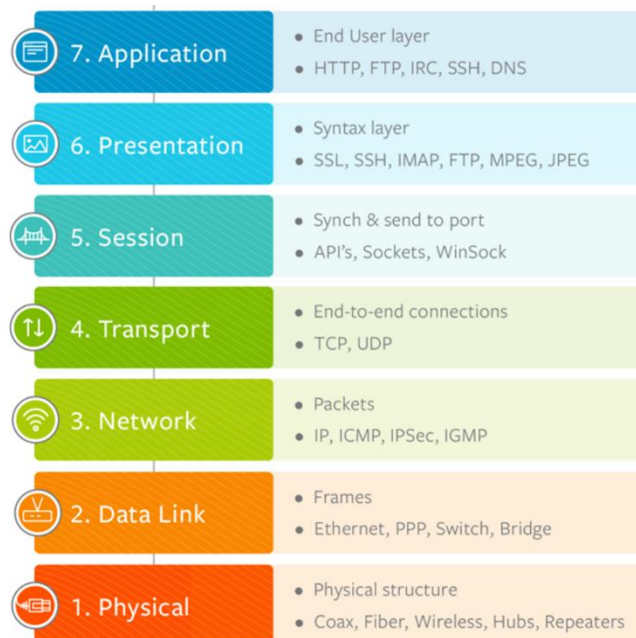 7. Application
• End User layer
• HTTP, FTP, IRC, SSH, DNS
6. Presentation
• Syntax layer
• SSL, SSH, IMAP, FTP, MPEG, JPEG
5. Session
• Synch & send to port
• API's, Sockets, WinSock
4. Transport
• End-to-end connections
• TCP, UDP
3. Network
• Packets
• IP, ICMP, IPSec, IGMP
2. Data Link
• Frames
• Ethernet, PPP, Switch, Bridge
1. Physical
• Physical structure
• Coax, Fiber, Wireless, Hubs, Repeaters